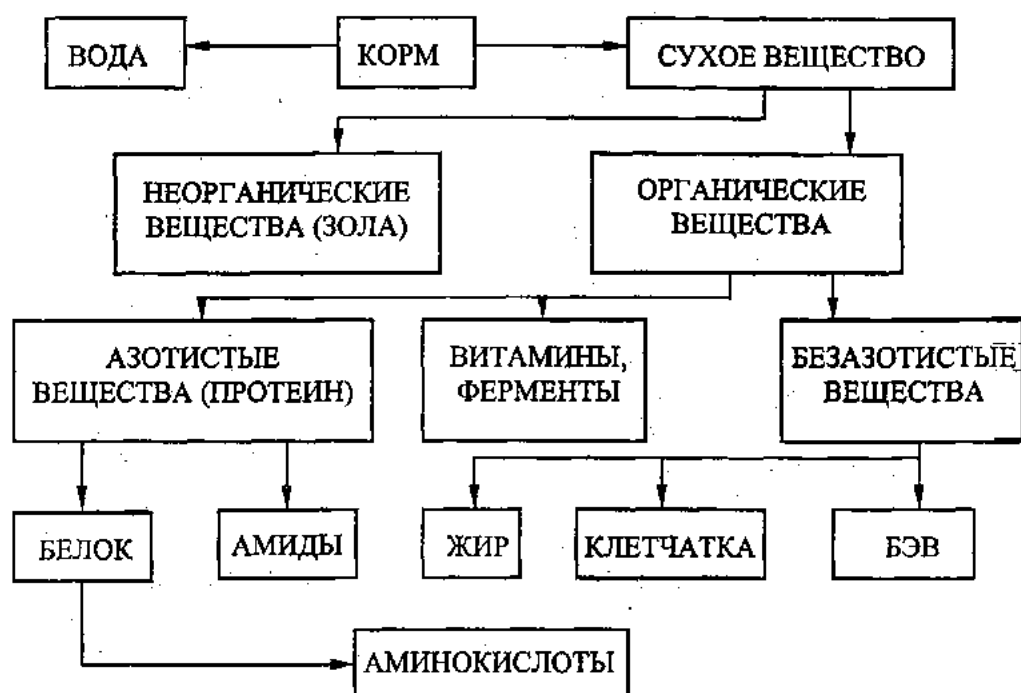 ВОДА
КОРМ
СУХОЕ ВЕЩЕСТВО
НЕОРГАНИЧЕСКИЕ
ВЕЩЕСТВА (ЗОЛА)
ОРГАНИЧЕСКИЕ
ВЕЩЕСТВА
АЗОТИСТЫЕ
ВЕЩЕСТВА (ПРОТЕИН)
ВИТАМИНЫ,
ФЕРМЕНТЫ
БЕЗАЗОТИСТЫЕ
ВЕЩЕСТВА
БЕЛОК
АМИДЫ
ЖИР
КЛЕТЧАТКА
БЭВ
АМИНОКИСЛОТЫ